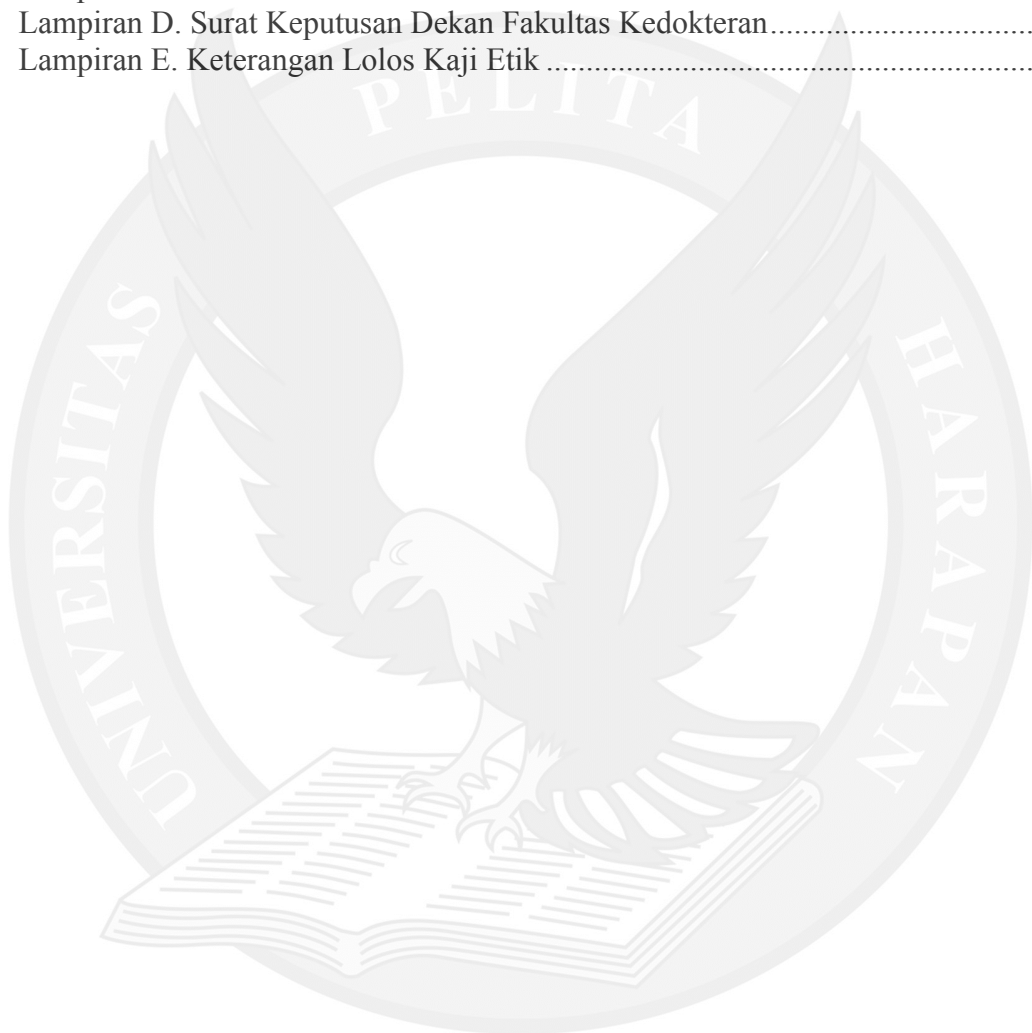 Lampiran D. Surat Keputusan Dekan Fakultas Kedokteran.................................
Lampiran E. Keterangan Lolos Kaji Etik ..............................................................
UNIVERSITAS PELITA HARAPAN